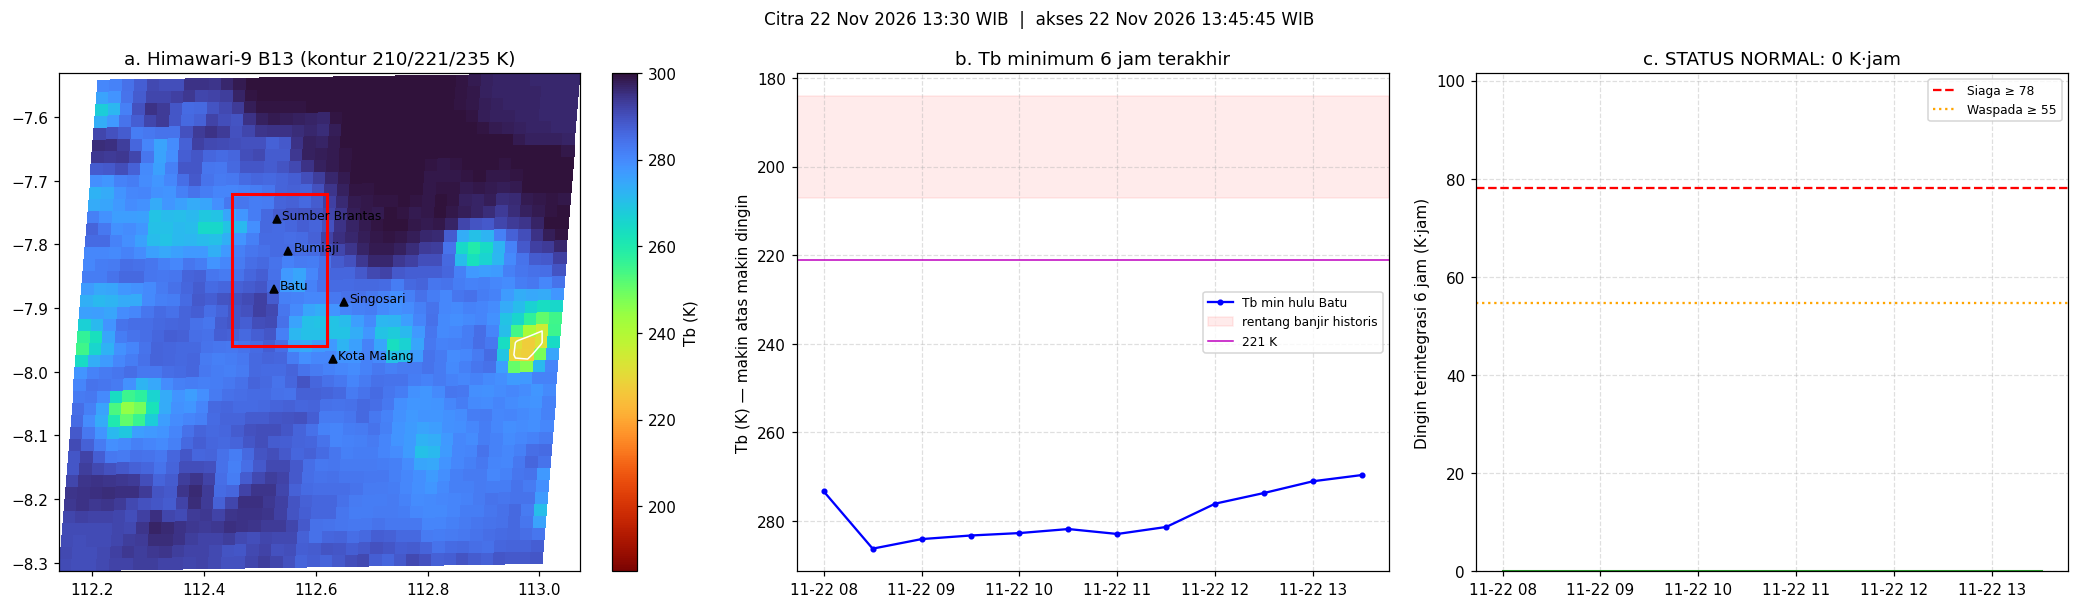 Citra 22 Nov 2026 13:30 WIB | akses 22 Nov 2026 13:45:45 WIB
a. Himawari-9 B13 (kontur 210/221/235 K)
−7.6
−7.7
−7.8
−7.9
−8.0
−8.1
−8.2
−8.3
112.2
112.4
112.6
112.8
113.0
Sumber Brantas
Bumiaji
Batu
Singosari
Kota Malang
300
280
260
240
220
200
Tb (K)
b. Tb minimum 6 jam terakhir
Tb (K) — makin atas makin dingin
180
200
220
240
260
280
Tb min hulu Batu
rentang banjir historis
221 K
11-22 08
11-22 09
11-22 10
11-22 11
11-22 12
11-22 13
c. STATUS NORMAL: 0 K·jam
Dingin terintegrasi 6 jam (K·jam)
100
80
60
40
20
0
Siaga ≥ 78
Waspada ≥ 55
11-22 08
11-22 09
11-22 10
11-22 11
11-22 12
11-22 13